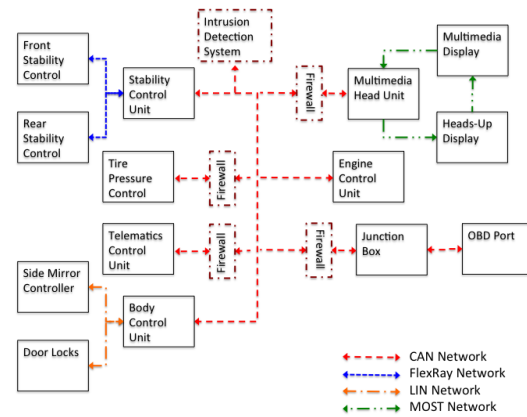 Intrusion
Detection
System
Front
Stability
Control
Stability
Control
Unit
Firewall
Multimedia
Head Unit
Multimedia
Display
Rear
Stability
Control
Heads-Up
Display
Tire
Pressure
Control
Firewall
Engine
Control
Unit
Telematics
Control
Unit
Firewall
Firewall
Junction
Box
OBD Port
Side Mirror
Controller
Body
Control
Unit
Door Locks
CAN Network
FlexRay Network
LIN Network
MOST Network